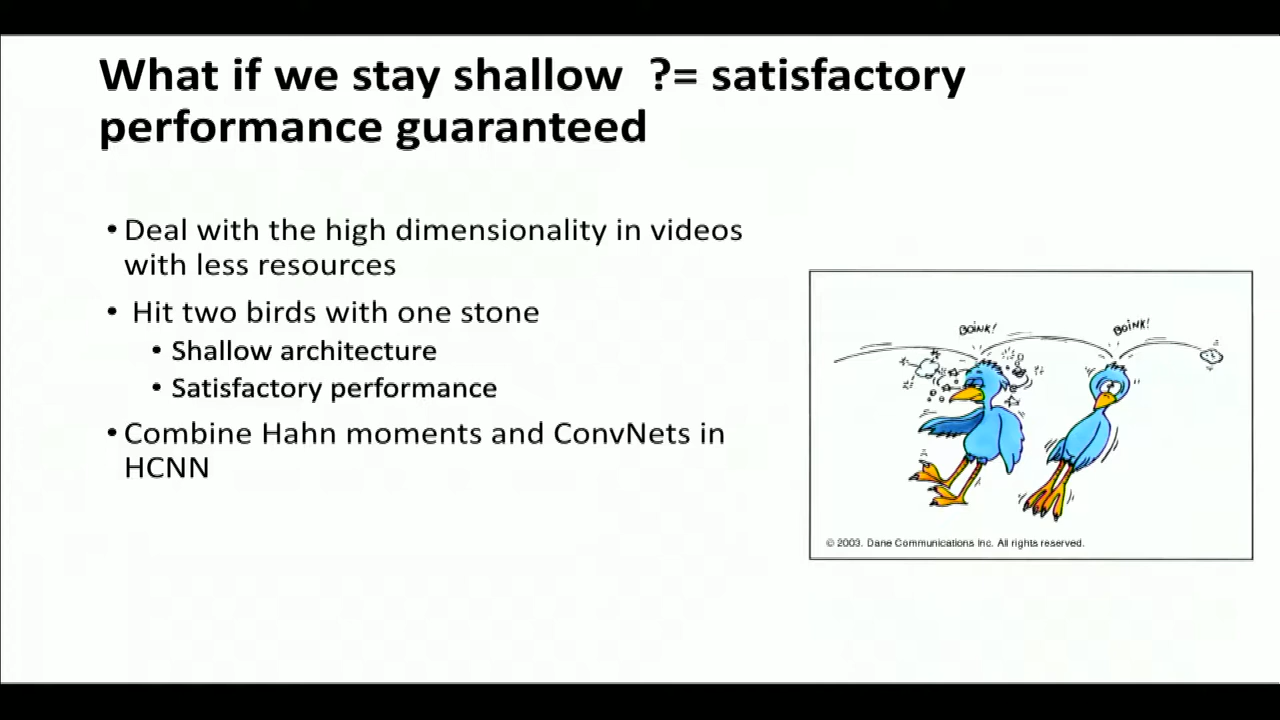 What if we stay shallow ?= satisfactory
performance guaranteed
• Deal with the high dimensionality in videos
with less resources
• Hit two birds with one stone
• Shallow architecture
• Satisfactory performance
• Combine Hahn moments and ConvNets in
HCNN
BOINK!
BOINK!
© 2003. Dane Communications Inc. All rights reserved.